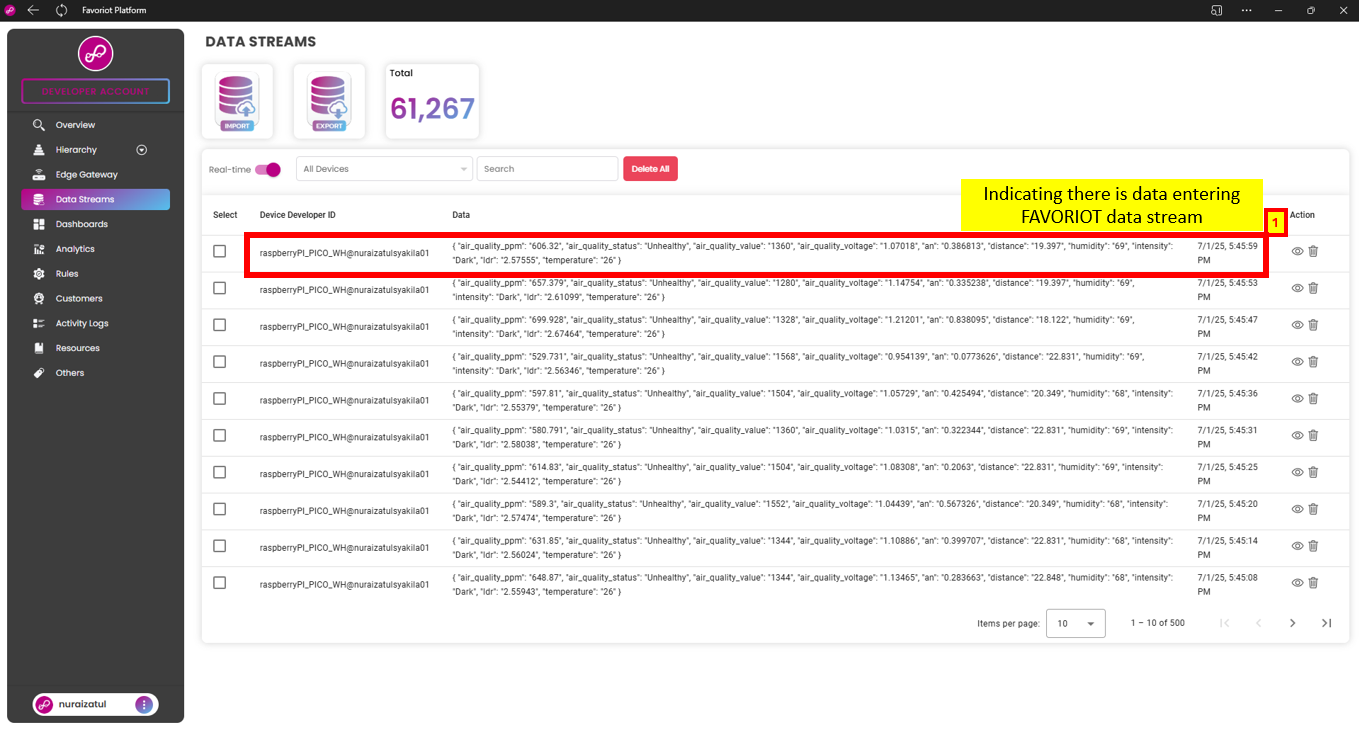 Favoriot Platform
DATA STREAMS
DEVELOPER ACCOUNT
IMPORT
EXPORT
Total
61,267
Overview
Hierarchy
Edge Gateway
Data Streams
Dashboards
Analytics
Rules
Customers
Activity Logs
Resources
Others
nuraizatul
Real-time
All Devices
Search
Delete All
Indicating there is data entering
FAVORIOT data stream
1
Select
Device Developer ID
Data
Action
raspberryPI_PICO_WH@nuraizatulsyakila01
{ "air_quality_ppm": "606.32", "air_quality_status": "Unhealthy", "air_quality_value": "1360", "air_quality_voltage": "1.07018", "an": "0.386813", "distance": "19.397", "humidity": "69", "intensity":
"Dark", "ldr": "2.57555", "temperature": "26" }
7/1/25, 5:45:59
PM
raspberryPI_PICO_WH@nuraizatulsyakila01
{ "air_quality_ppm": "657.379", "air_quality_status": "Unhealthy", "air_quality_value": "1280", "air_quality_voltage": "1.14754", "an": "0.335238", "distance": "19.397", "humidity": "69",
"intensity": "Dark", "ldr": "2.61099", "temperature": "26" }
7/1/25, 5:45:53
PM
raspberryPI_PICO_WH@nuraizatulsyakila01
{ "air_quality_ppm": "699.928", "air_quality_status": "Unhealthy", "air_quality_value": "1328", "air_quality_voltage": "1.21201", "an": "0.838095", "distance": "18.122", "humidity": "69",
"intensity": "Dark", "ldr": "2.67464", "temperature": "26" }
7/1/25, 5:45:47
PM
raspberryPI_PICO_WH@nuraizatulsyakila01
{ "air_quality_ppm": "529.731", "air_quality_status": "Unhealthy", "air_quality_value": "1568", "air_quality_voltage": "0.954139", "an": "0.0773626", "distance": "22.831", "humidity": "69",
"intensity": "Dark", "ldr": "2.56346", "temperature": "26" }
7/1/25, 5:45:42
PM
raspberryPI_PICO_WH@nuraizatulsyakila01
{ "air_quality_ppm": "597.81", "air_quality_status": "Unhealthy", "air_quality_value": "1504", "air_quality_voltage": "1.05729", "an": "0.425494", "distance": "20.349", "humidity": "68", "intensity":
"Dark", "ldr": "2.55379", "temperature": "26" }
7/1/25, 5:45:36
PM
raspberryPI_PICO_WH@nuraizatulsyakila01
{ "air_quality_ppm": "580.791", "air_quality_status": "Unhealthy", "air_quality_value": "1360", "air_quality_voltage": "1.0315", "an": "0.322344", "distance": "22.831", "humidity": "69", "intensity":
"Dark", "ldr": "2.58038", "temperature": "26" }
7/1/25, 5:45:31
PM
raspberryPI_PICO_WH@nuraizatulsyakila01
{ "air_quality_ppm": "614.83", "air_quality_status": "Unhealthy", "air_quality_value": "1504", "air_quality_voltage": "1.08308", "an": "0.2063", "distance": "22.831", "humidity": "69", "intensity":
"Dark", "ldr": "2.54412", "temperature": "26" }
7/1/25, 5:45:25
PM
raspberryPI_PICO_WH@nuraizatulsyakila01
{ "air_quality_ppm": "589.3", "air_quality_status": "Unhealthy", "air_quality_value": "1552", "air_quality_voltage": "1.04439", "an": "0.567326", "distance": "20.349", "humidity": "68", "intensity":
"Dark", "ldr": "2.57474", "temperature": "26" }
7/1/25, 5:45:20
PM
raspberryPI_PICO_WH@nuraizatulsyakila01
{ "air_quality_ppm": "631.85", "air_quality_status": "Unhealthy", "air_quality_value": "1344", "air_quality_voltage": "1.10886", "an": "0.399707", "distance": "22.831", "humidity": "68", "intensity":
"Dark", "ldr": "2.56024", "temperature": "26" }
7/1/25, 5:45:14
PM
raspberryPI_PICO_WH@nuraizatulsyakila01
{ "air_quality_ppm": "648.87", "air_quality_status": "Unhealthy", "air_quality_value": "1344", "air_quality_voltage": "1.13465", "an": "0.283663", "distance": "22.848", "humidity": "68", "intensity":
"Dark", "ldr": "2.55943", "temperature": "26" }
7/1/25, 5:45:08
PM
Items per page:
10
1 – 10 of 500